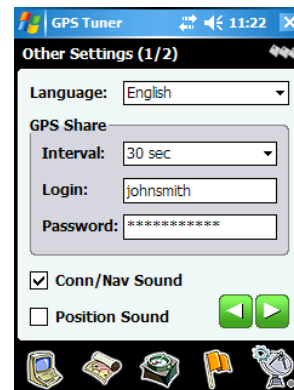 GPS Tuner 11:22
Other Settings (1/2)
Language: English
GPS Share
Interval: 30 sec
Login: johnsmith
Password: ***********
Conn/Nav Sound
Position Sound